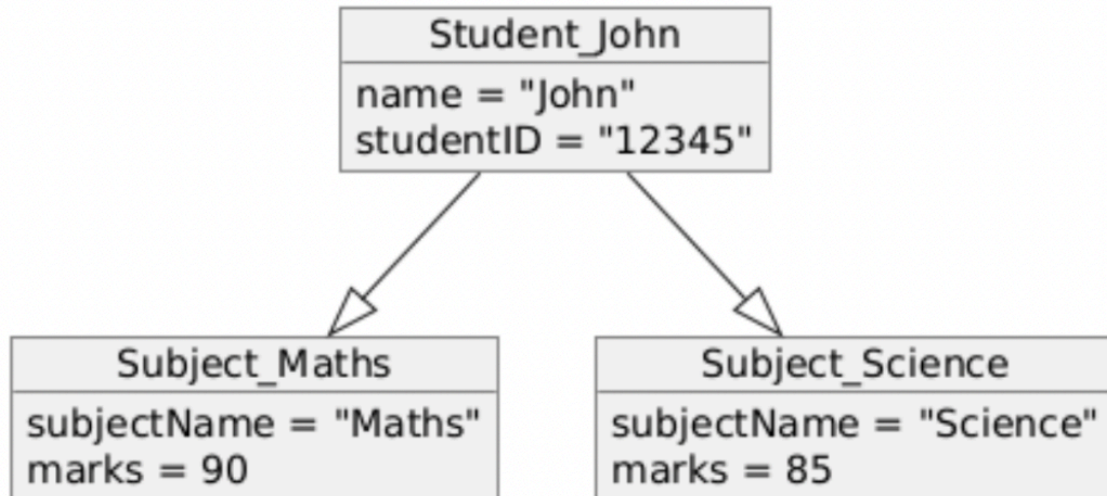 Student_John
name = "John"
studentID = "12345"
Subject_Maths
subjectName = "Maths"
marks = 90
Subject_Science
subjectName = "Science"
marks = 85